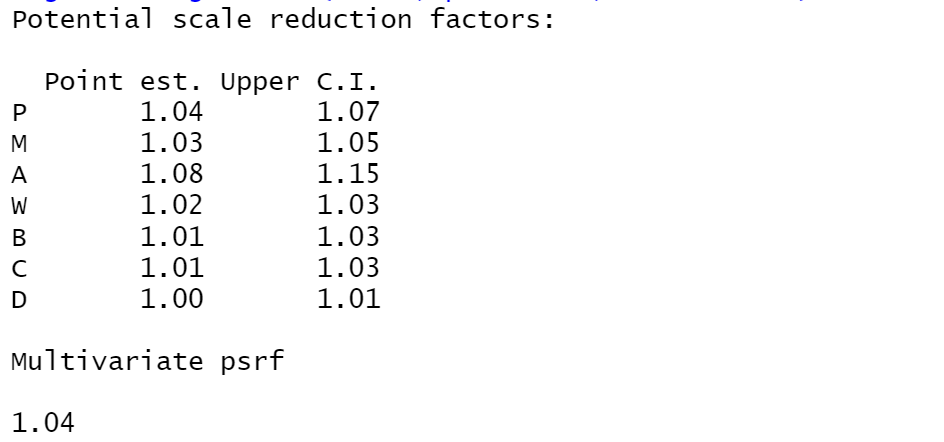 Potential scale reduction factors:
Point est. Upper C.I.
P 1.04 1.07
M 1.03 1.05
A 1.08 1.15
W 1.02 1.03
B 1.01 1.03
C 1.01 1.03
D 1.00 1.01
Multivariate psrf
1.04